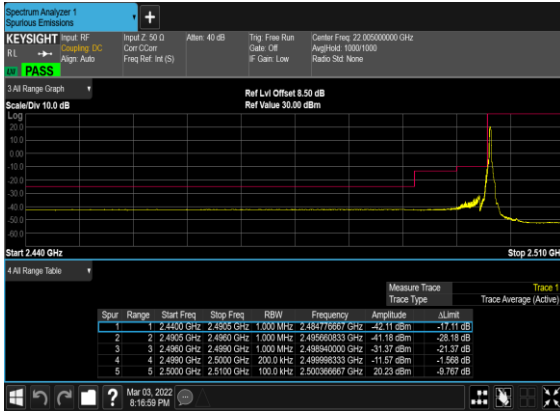 Spectrum Analyzer 1
Spurious Emissions
+
KEYSIGHT Input: RF Input Z: 50 Ω Atten: 40 dB Trig: Free Run Center Freq: 22.005000000 GHz
RL Coupling: DC Corr CCorr Gate: Off Avg|Hold: 1000/1000
Align: Auto Freq Ref: Int (S) IF Gain: Low Radio Std: None
PASS
3 All Range Graph
Ref Lvl Offset 8.50 dB
Scale/Div 10.0 dB Ref Value 30.00 dBm
Log
20.0
10.0
0.00
-10.0
-20.0
-30.0
-40.0
-50.0
-60.0
Start 2.440 GHz Stop 2.510 GH
4 All Range Table
Measure Trace Trace 1
Trace Type Trace Average (Active)
Spur Range Start Freq Stop Freq RBW Frequency Amplitude ΔLimit
1 1 2.4400 GHz 2.4905 GHz 1.000 MHz 2.484776667 GHz -42.11 dBm -17.11 dB
2 2 2.4905 GHz 2.4960 GHz 1.000 MHz 2.495660833 GHz -41.18 dBm -28.18 dB
3 3 2.4960 GHz 2.4990 GHz 1.000 MHz 2.498940000 GHz -31.37 dBm -21.37 dB
4 4 2.4990 GHz 2.5000 GHz 200.0 kHz 2.499998333 GHz -11.57 dBm -1.568 dB
5 5 2.5000 GHz 2.5100 GHz 100.0 kHz 2.500366667 GHz 20.23 dBm -9.767 dB
? Mar 03, 2022
8:16:59 PM